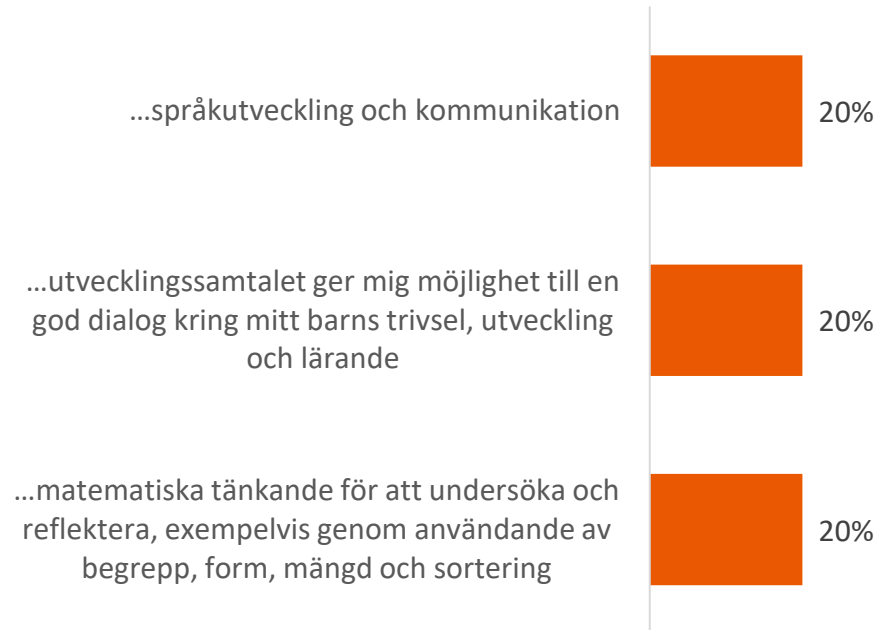 …språkutveckling och kommunikation
20%
…utvecklingssamtalet ger mig möjlighet till en
god dialog kring mitt barns trivsel, utveckling
och lärande
20%
…matematiska tänkande för att undersöka och
reflektera, exempelvis genom användande av
begrepp, form, mängd och sortering
20%